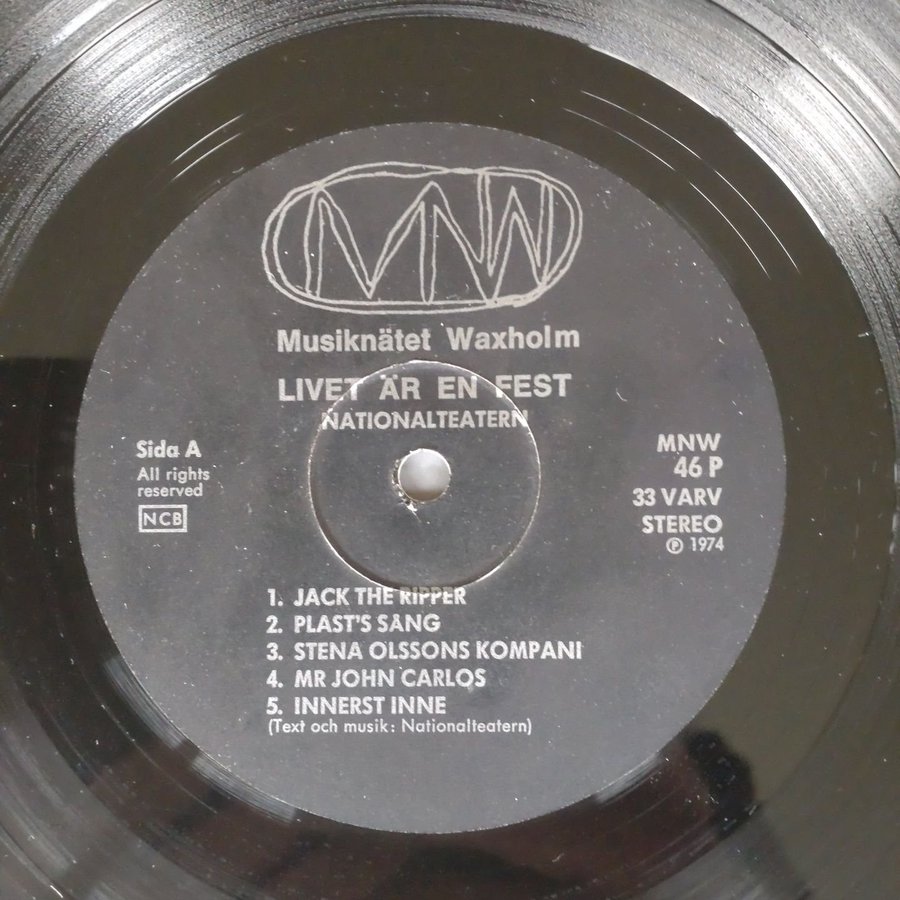 MNW
Musiknätet Waxholm
LIVET ÄR EN FEST
NATIONALTEATERN
Sida A
All rights
reserved
NCB
MNW
46 P
33 VARV
STEREO
℗ 1974
1. JACK THE RIPPER
2. PLAST'S SÅNG
3. STENA OLSSONS KOMPANI
4. MR JOHN CARLOS
5. INNERST INNE
(Text och musik: Nationalteatern)